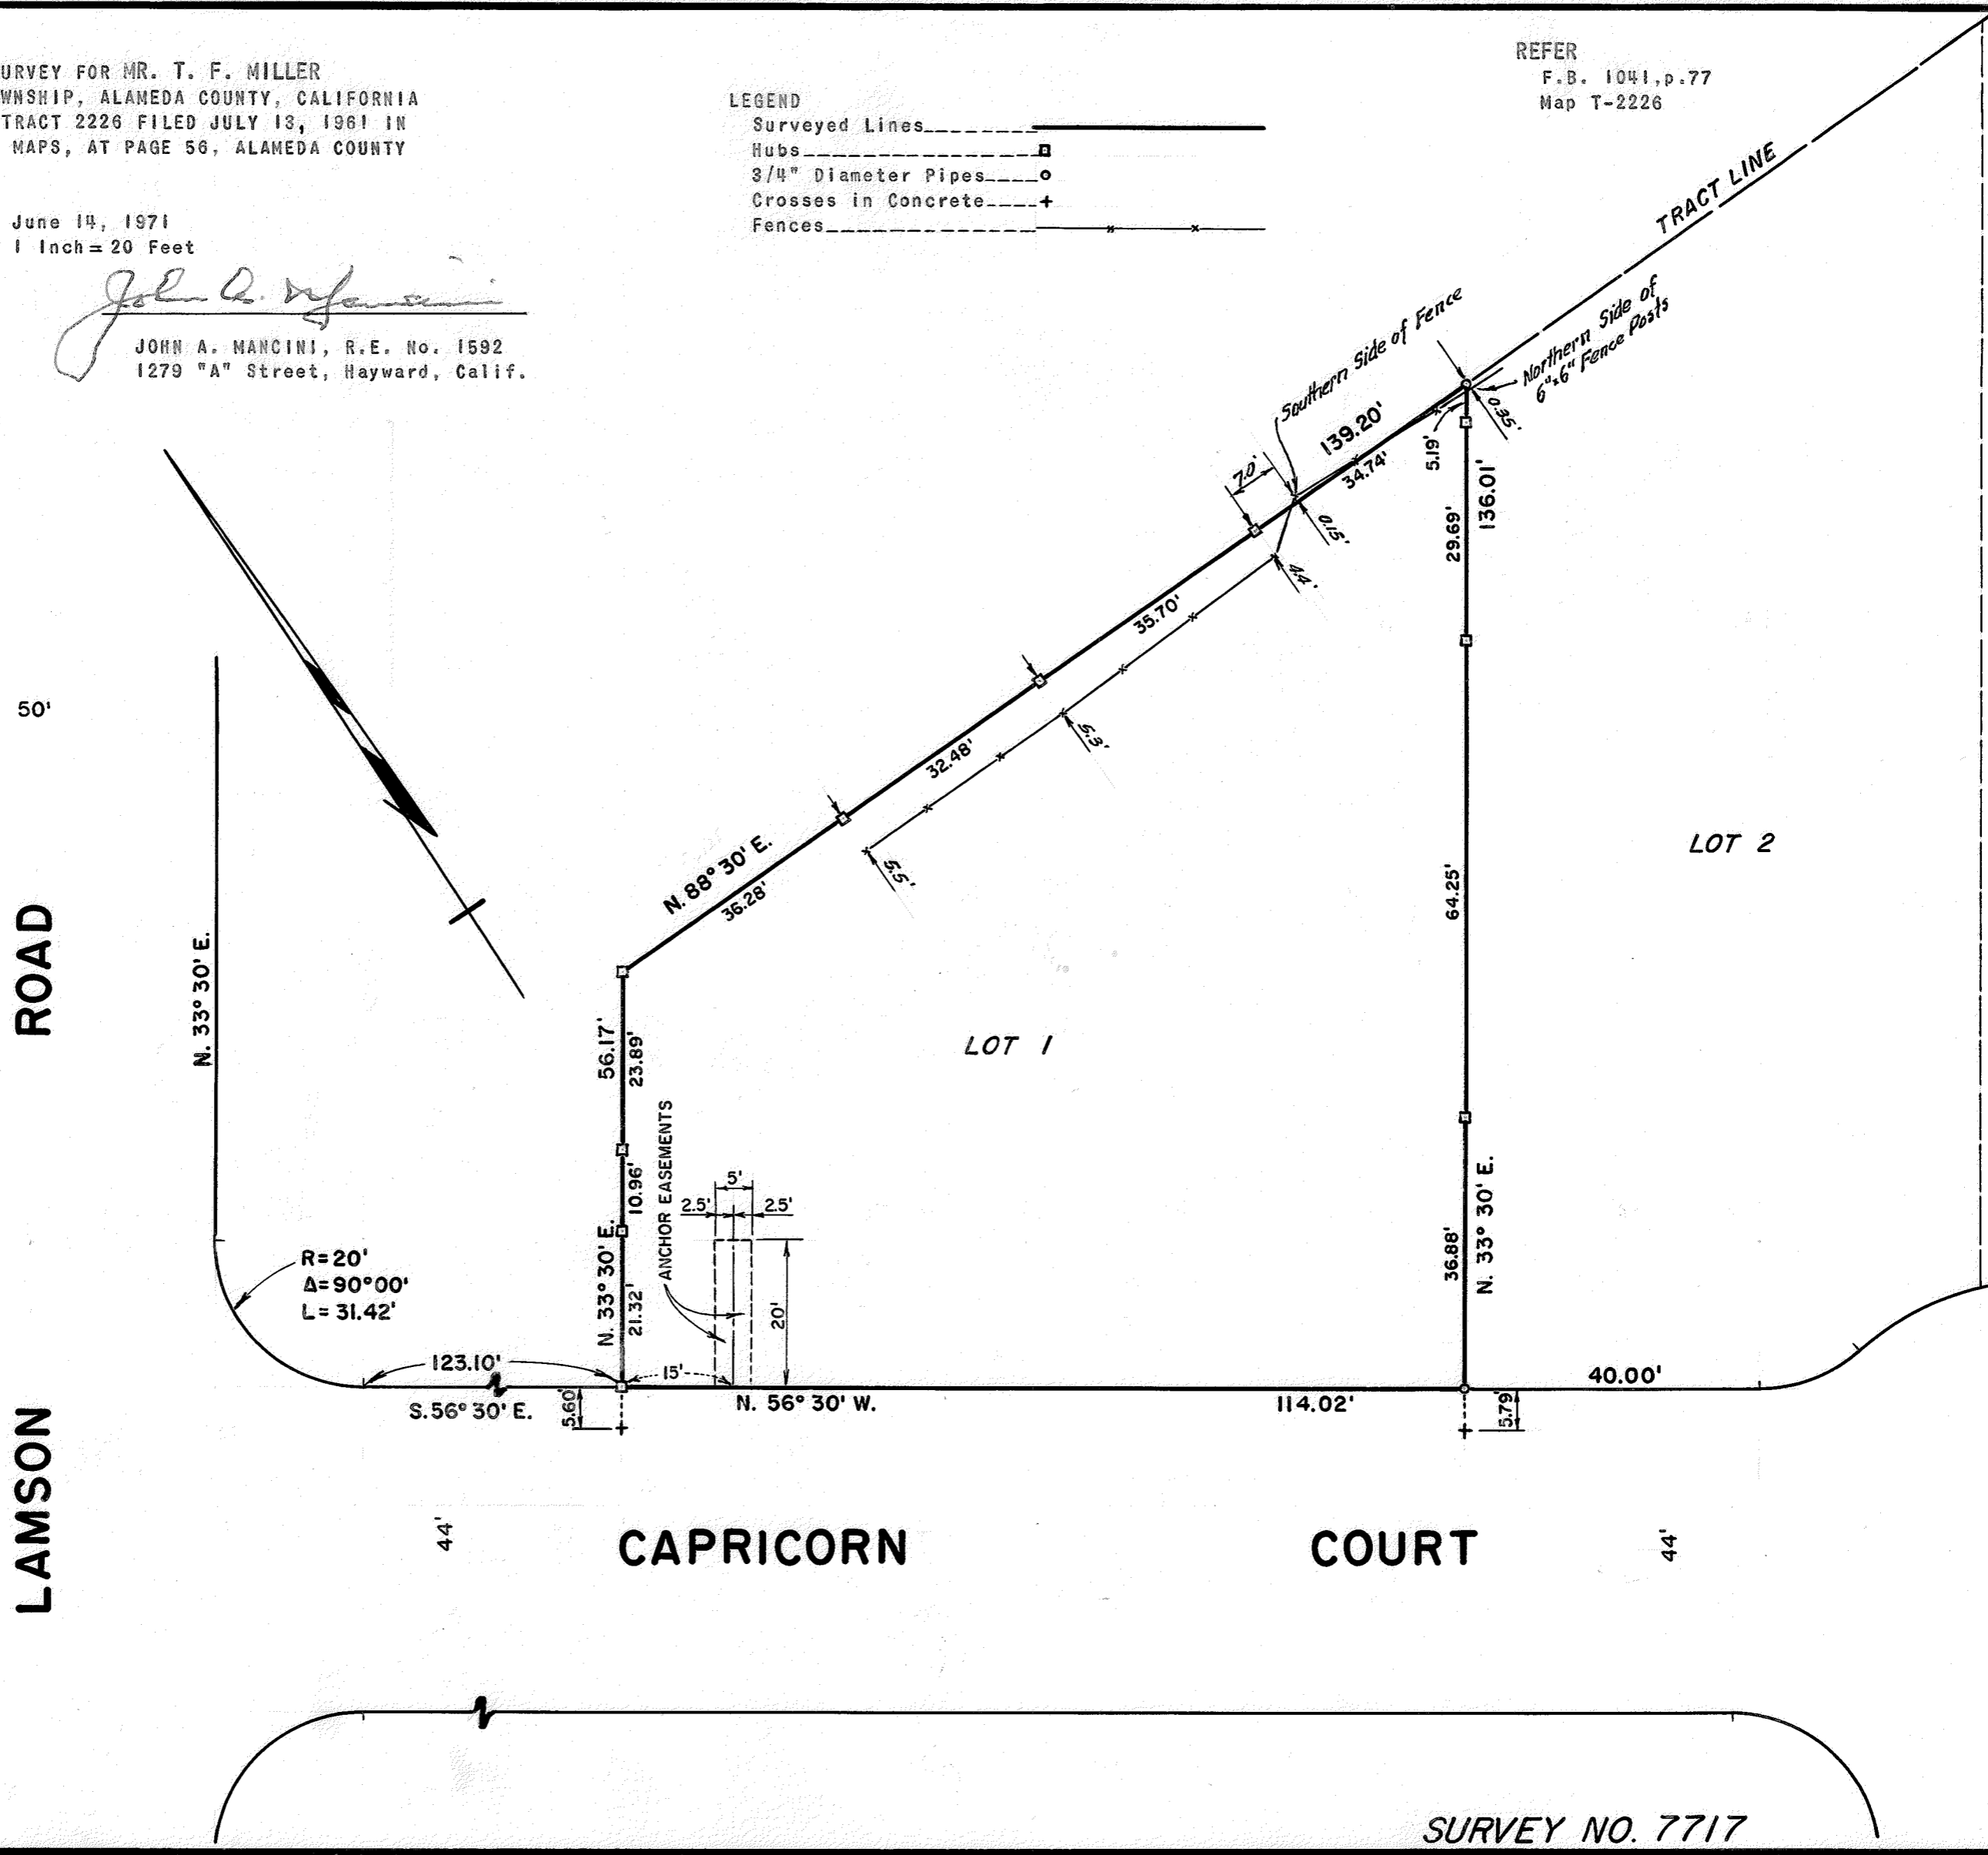 URVEY FOR MR. T. F. MILLER
WNSHIP, ALAMEDA COUNTY, CALIFORNIA
TRACT 2226 FILED JULY 13, 1961 IN
MAPS, AT PAGE 56, ALAMEDA COUNTY
June 14, 1971
1 Inch = 20 Feet
John A. Mancini
JOHN A. MANCINI, R.E. No. 1592
1279 "A" Street, Hayward, Calif.
LEGEND
Surveyed Lines
Hubs
3/4" Diameter Pipes
Crosses in Concrete
Fences
REFER
F.B. 1041, p.77
Map T-2226
TRACT LINE
Southern Side of Fence
Northern Side of
6"x6" Fence Posts
139.20'
34.74'
7.0'
0.15'
4.4'
0.35'
5.19'
136.01'
29.69'
35.70'
5.3'
32.48'
5.5'
N. 88° 30' E.
36.28'
64.25'
LOT 2
50'
N. 33° 30' E.
56.17'
23.89'
LOT 1
10.96'
N. 33° 30' E.
21.32'
ANCHOR EASEMENTS
5'
2.5'
2.5'
20'
15'
36.88'
N. 33° 30' E.
R=20'
Δ=90°00'
L=31.42'
123.10'
S. 56° 30' E.
5.60'
N. 56° 30' W.
114.02'
5.79'
40.00'
LAMSON ROAD
44'
CAPRICORN COURT
44'
SURVEY NO. 7717